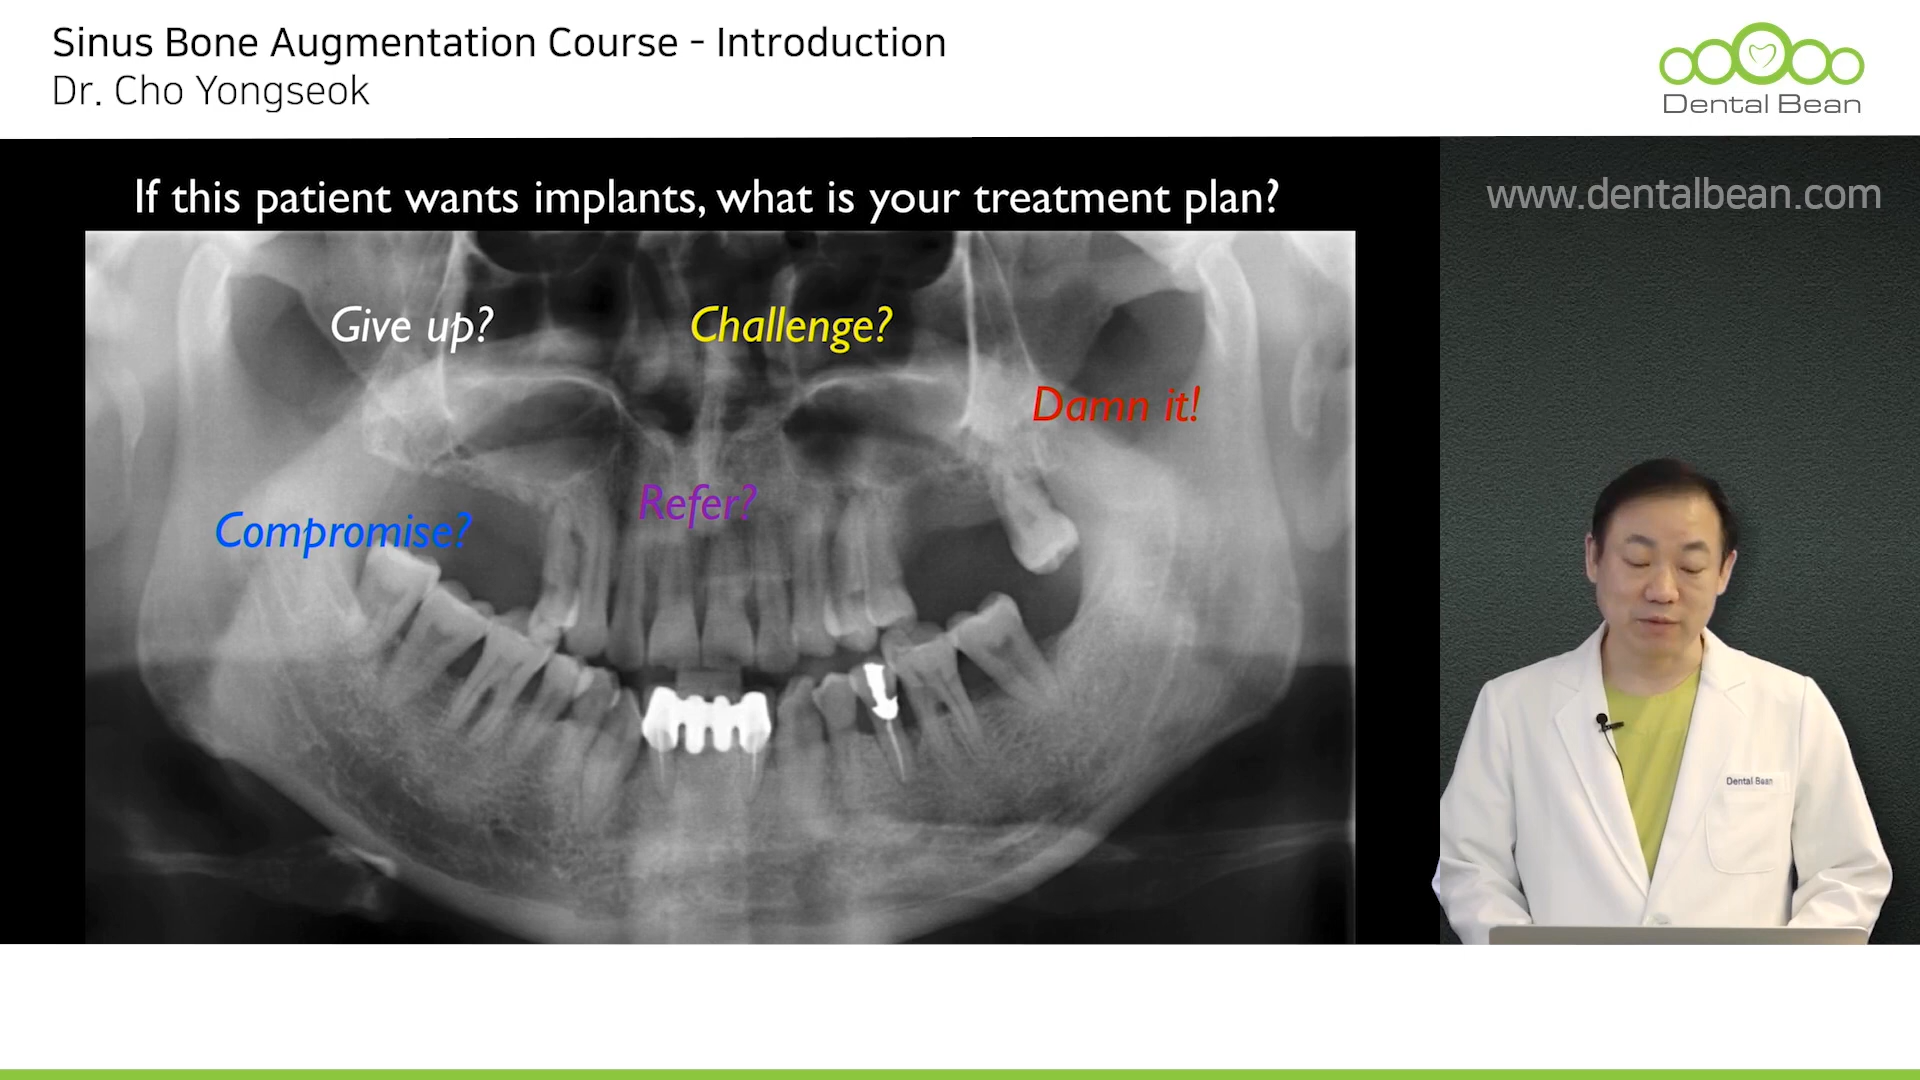 Sinus Bone Augmentation Course - Introduction
Dr. Cho Yongseok
Dental Bean
If this patient wants implants, what is your treatment plan?
www.dentalbean.com
Give up?
Challenge?
Damn it!
Refer?
Compromise?
Dental Bean